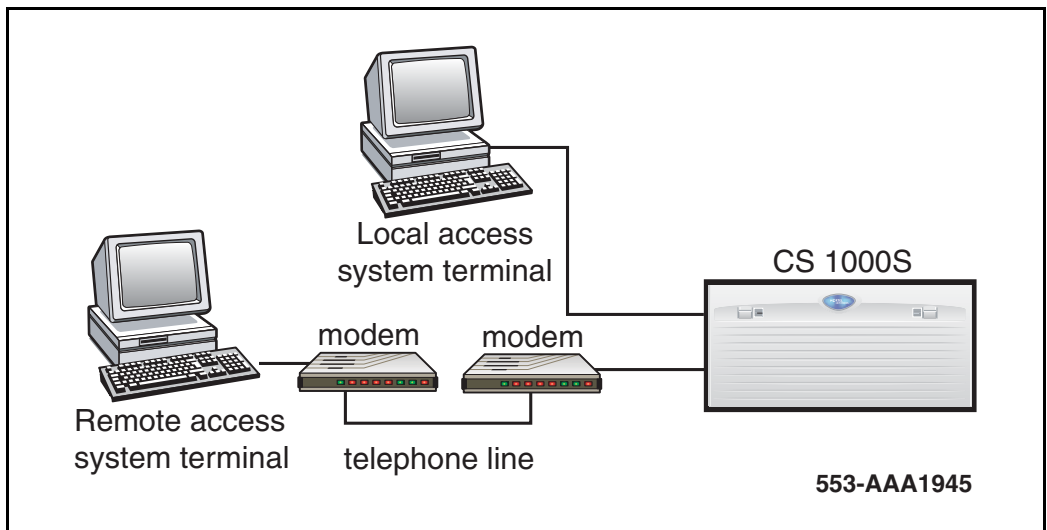 Local access
system terminal
CS 1000S
modem
modem
Remote access
system terminal
telephone line
553-AAA1945